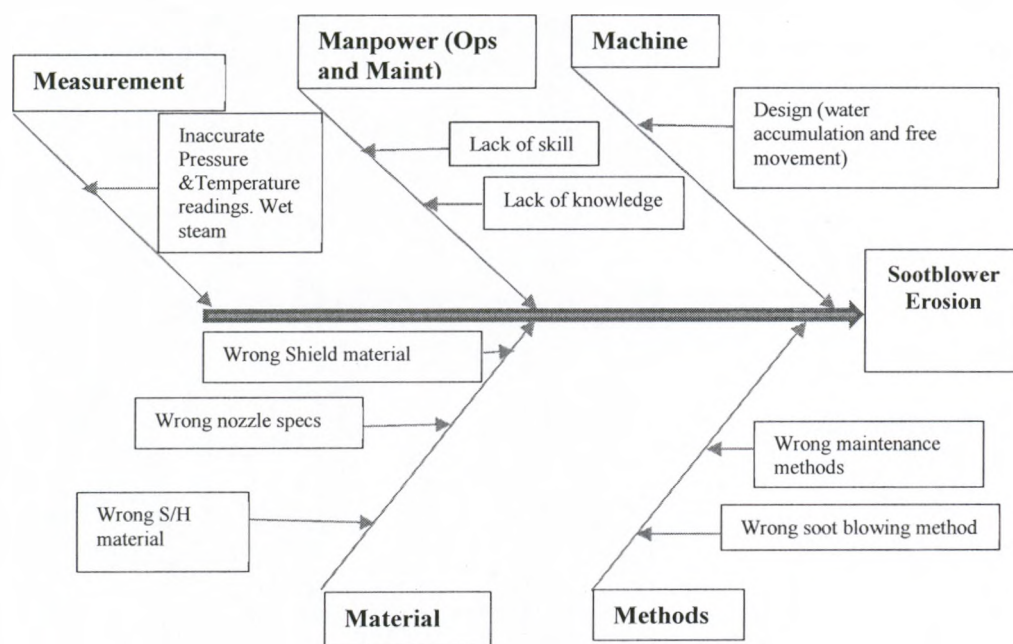 Measurement
Manpower (Ops
and Maint)
Machine
Inaccurate
Pressure
&Temperature
readings. Wet
steam
Lack of skill
Lack of knowledge
Design (water
accumulation and free
movement)
Sootblower
Erosion
Wrong Shield material
Wrong nozzle specs
Wrong S/H
material
Wrong maintenance
methods
Wrong soot blowing method
Material
Methods